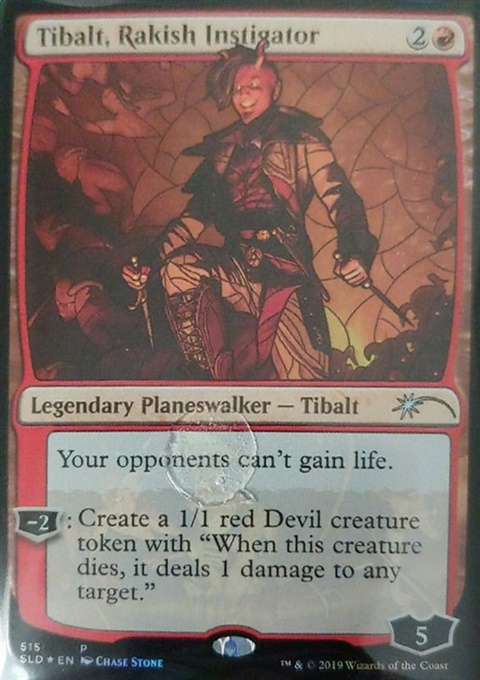 Tibalt, Rakish Instigator 2
Legendary Planeswalker — Tibalt
Your opponents can't gain life.
-2: Create a 1/1 red Devil creature
token with “When this creature
dies, it deals 1 damage to any
target.”
5
515 P
SLD ★ EN Chase Stone
™ & © 2019 Wizards of the Coast